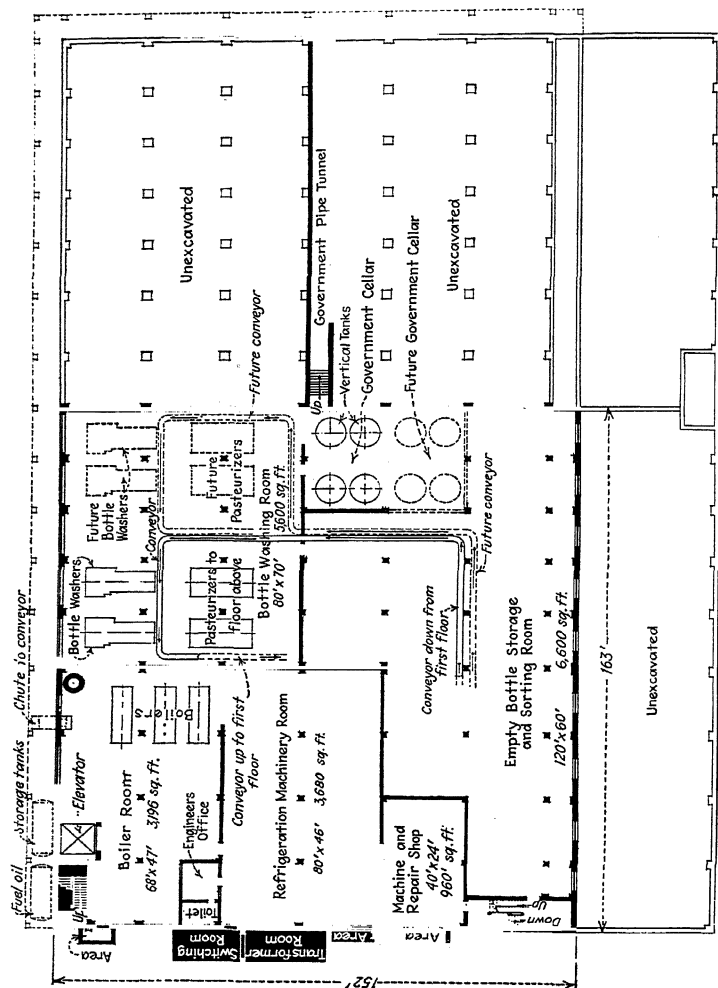 Unexcavated
Government Pipe Tunnel
Unexcavated
Future conveyor
Up
Vertical Tanks
Government Cellar
Future Government Cellar
Future
Bottle
Washers
Conveyor
Future
Pasteurizers
Bottle Washing Room
80'x70'
5,600 sq. ft.
Future conveyor
Bottle Washers
Pasteurizers to
floor above
Conveyor down from
first floor
Chute to conveyor
Boilers
Conveyor up to first
floor
Empty Bottle Storage
and Sorting Room
120'x60'
6,600 sq. ft.
163'
Unexcavated
Storage tanks
Fuel oil
Elevator
Boiler Room
68'x47'
3,196 sq. ft.
Engineers
Office
Refrigeration Machinery Room
80'x46'
3,680 sq. ft.
Machine and
Repair Shop
40'x24'
960' sq. ft.
Up
Toilet
Up
Down
Area
Switching
Room
Transformer
Room
Area
Area
152'